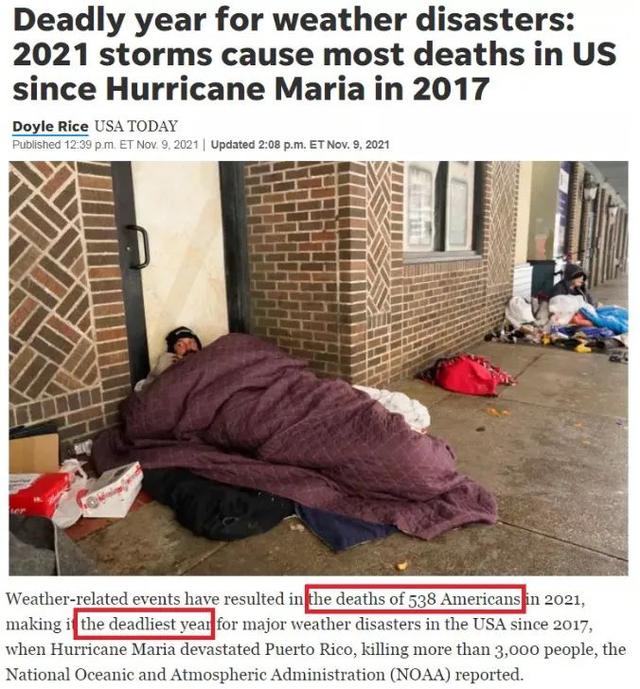 Deadly year for weather disasters:
2021 storms cause most deaths in US
since Hurricane Maria in 2017
Doyle Rice USA TODAY
Published 12:39 p.m. ET Nov. 9, 2021 | Updated 2:08 p.m. ET Nov. 9, 2021
Weather-related events have resulted in the deaths of 538 Americans in 2021,
making it the deadliest year for major weather disasters in the USA since 2017,
when Hurricane Maria devastated Puerto Rico, killing more than 3,000 people, the
National Oceanic and Atmospheric Administration (NOAA) reported.